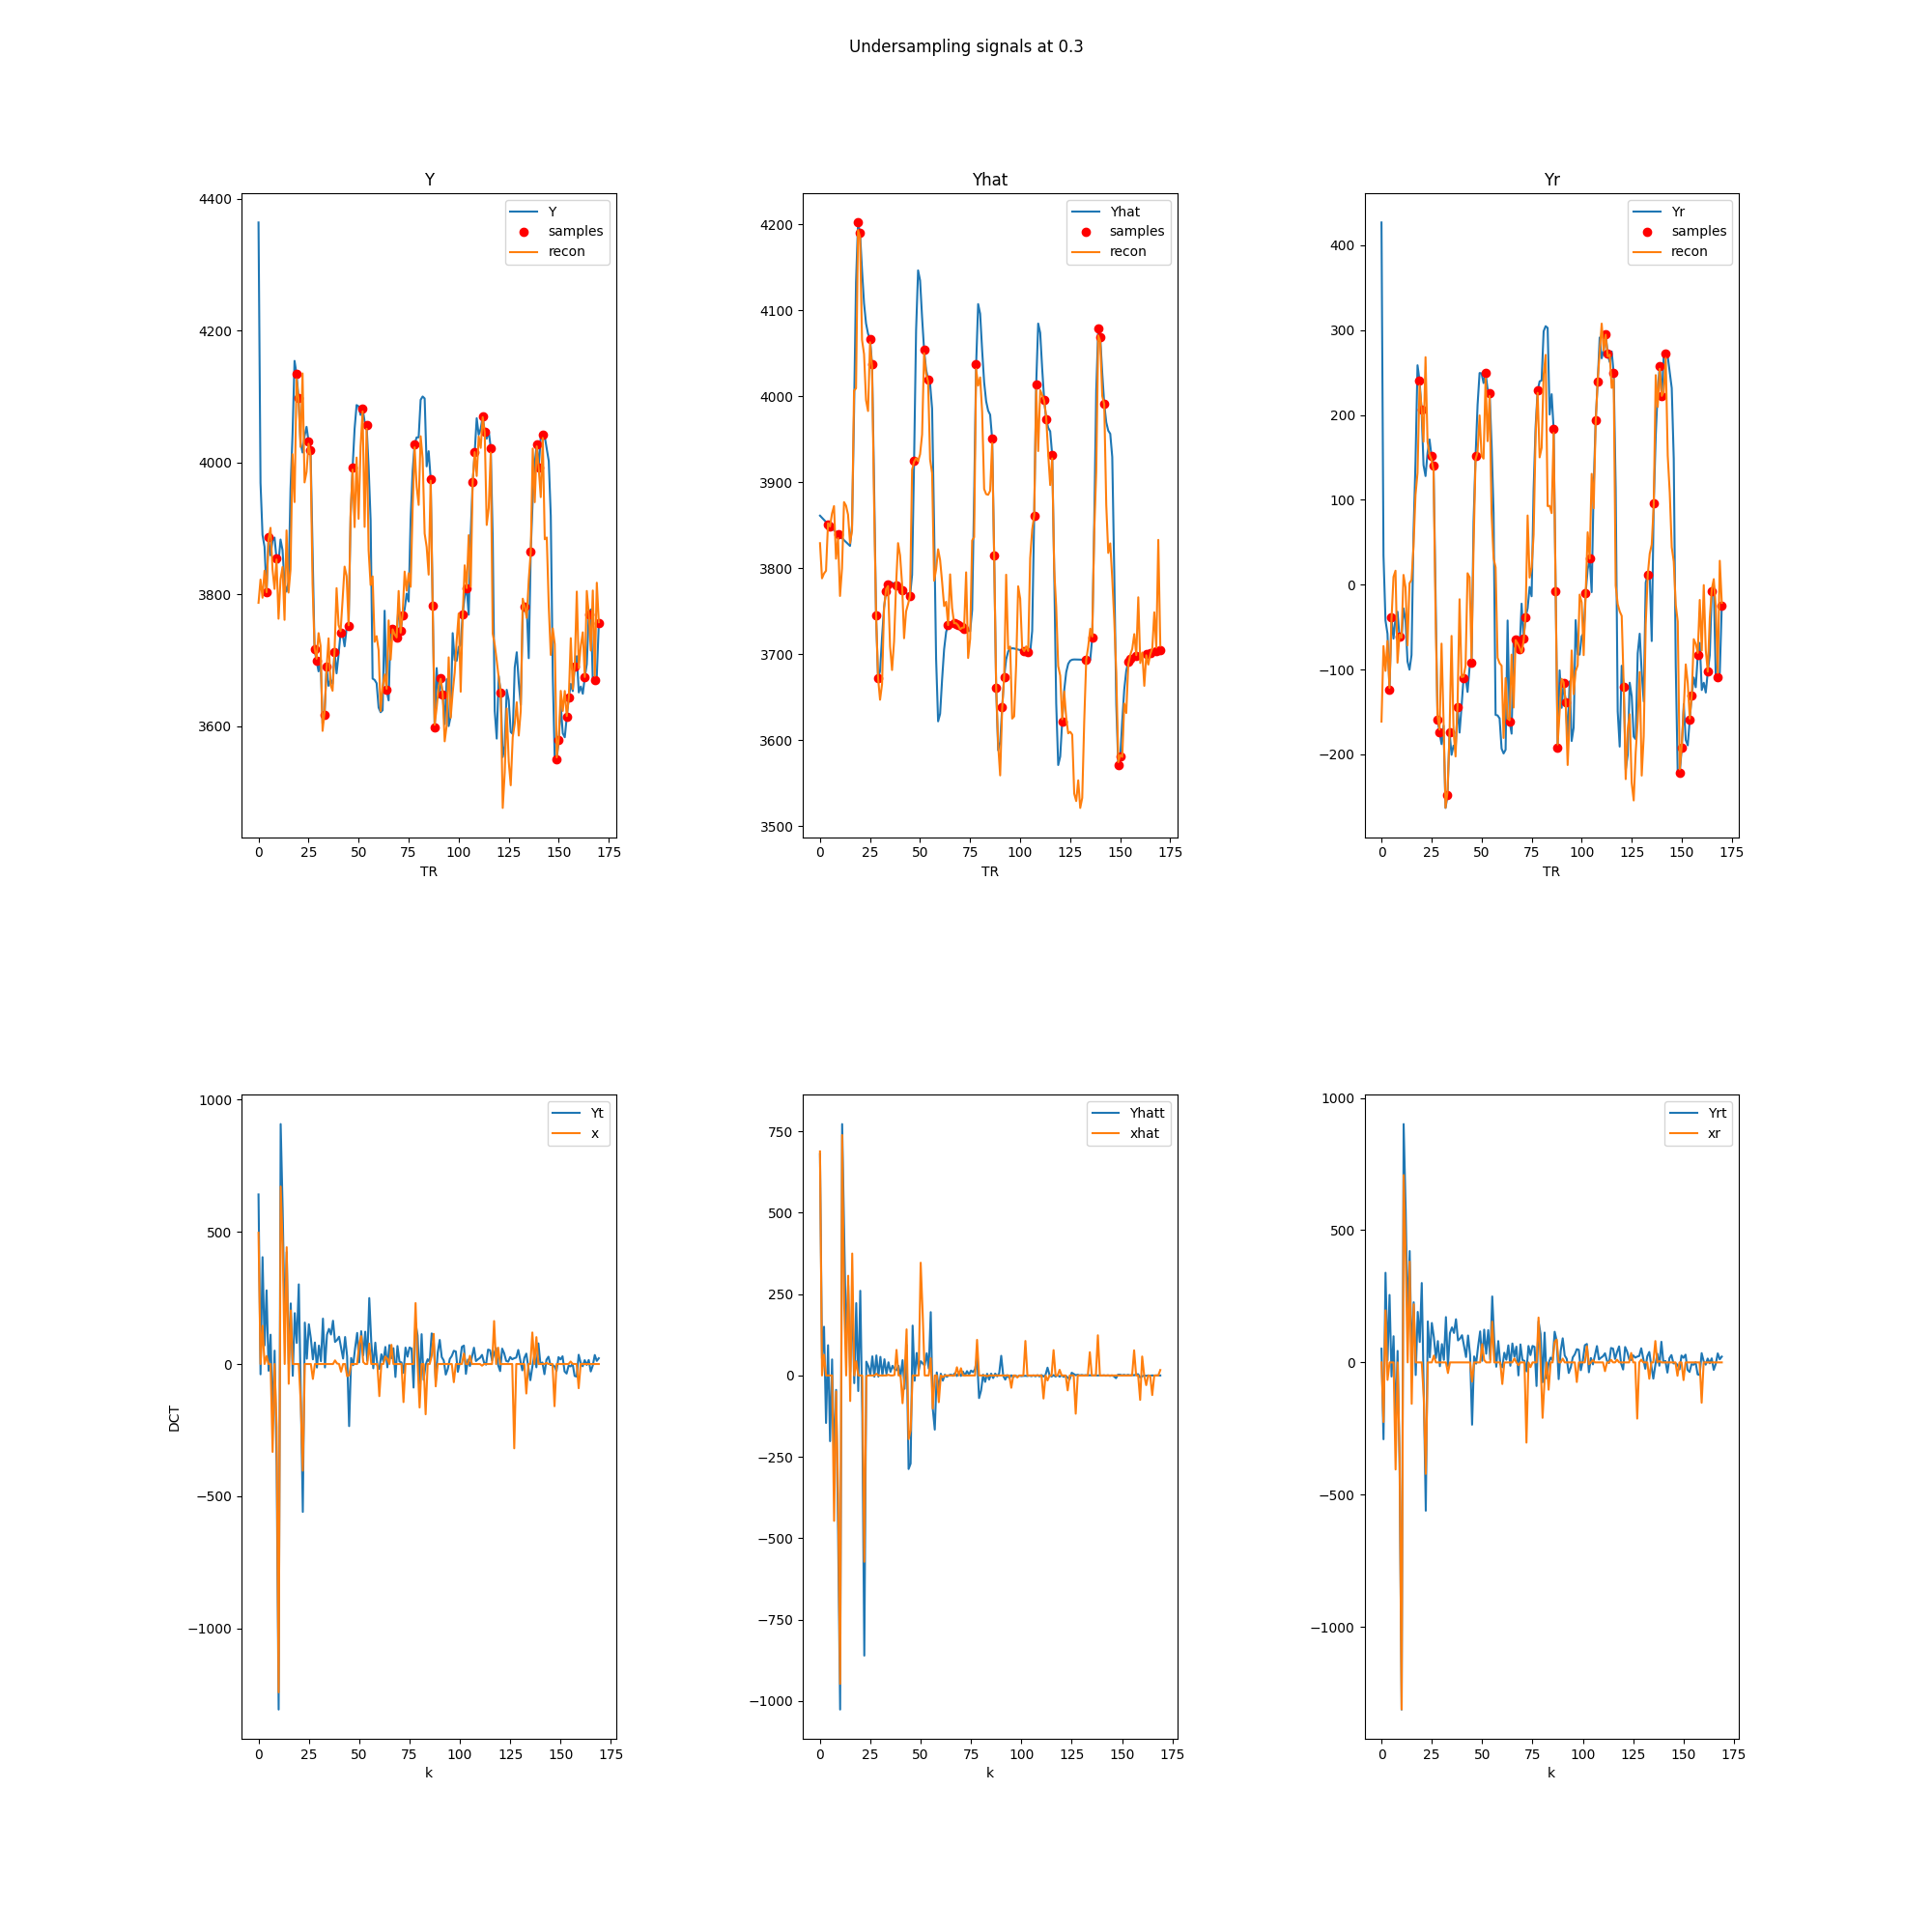 Undersampling signals at 0.3
Y
4400
4200
4000
3800
3600
0 25 50 75 100 125 150 175
TR
Y
samples
recon
Yhat
4200
4100
4000
3900
3800
3700
3600
3500
0 25 50 75 100 125 150 175
TR
Yhat
samples
recon
Yr
400
300
200
100
0
−100
−200
0 25 50 75 100 125 150 175
TR
Yr
samples
recon
DCT
1000
500
0
−500
−1000
0 25 50 75 100 125 150 175
k
Yt
x
750
500
250
0
−250
−500
−750
−1000
0 25 50 75 100 125 150 175
k
Yhatt
xhat
1000
500
0
−500
−1000
0 25 50 75 100 125 150 175
k
Yrt
xr